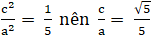 c²/a² = 1/5 nên c/a = √5/5